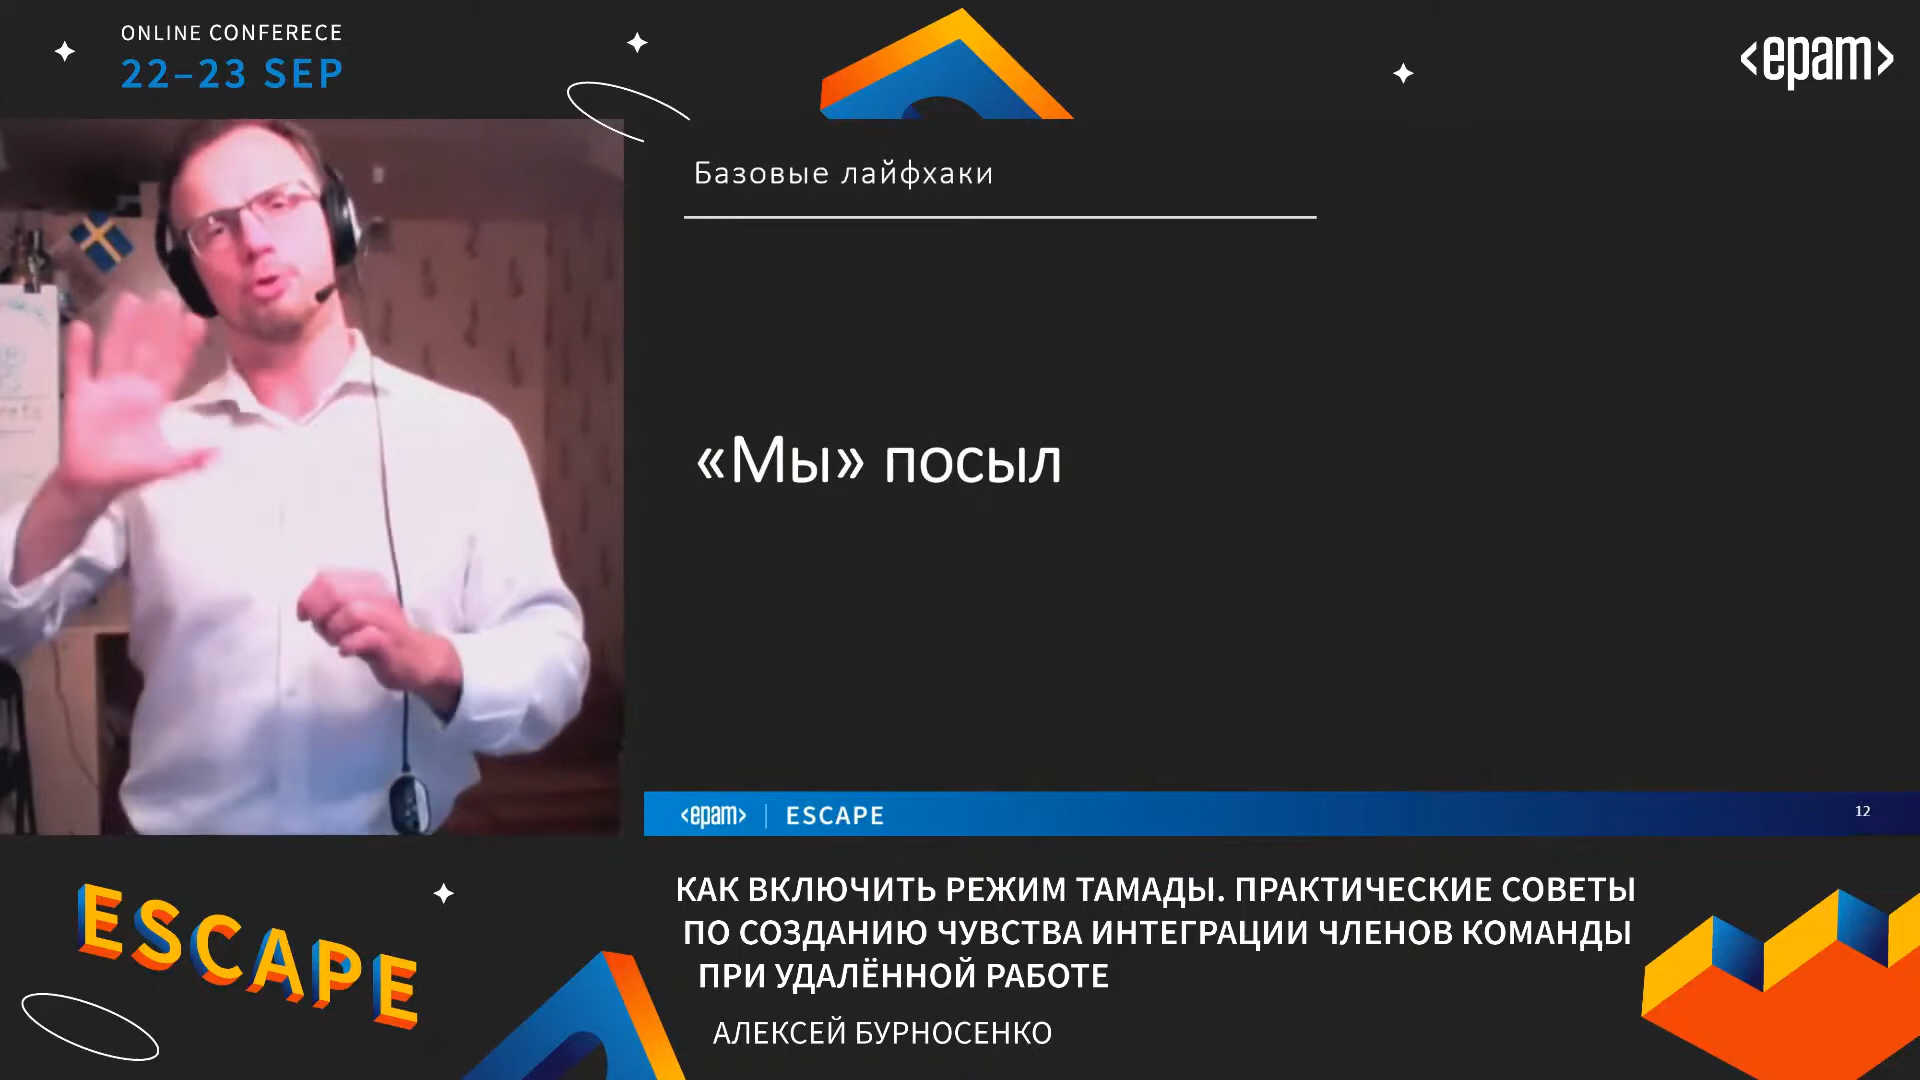 ONLINE CONFERECE
22–23 SEP
<epam>
Базовые лайфхаки
«Мы» посыл
<epam> | ESCAPE
12
ESCAPE
КАК ВКЛЮЧИТЬ РЕЖИМ ТАМАДЫ. ПРАКТИЧЕСКИЕ СОВЕТЫ
ПО СОЗДАНИЮ ЧУВСТВА ИНТЕГРАЦИИ ЧЛЕНОВ КОМАНДЫ
ПРИ УДАЛЁННОЙ РАБОТЕ
АЛЕКСЕЙ БУРНОСЕНКО